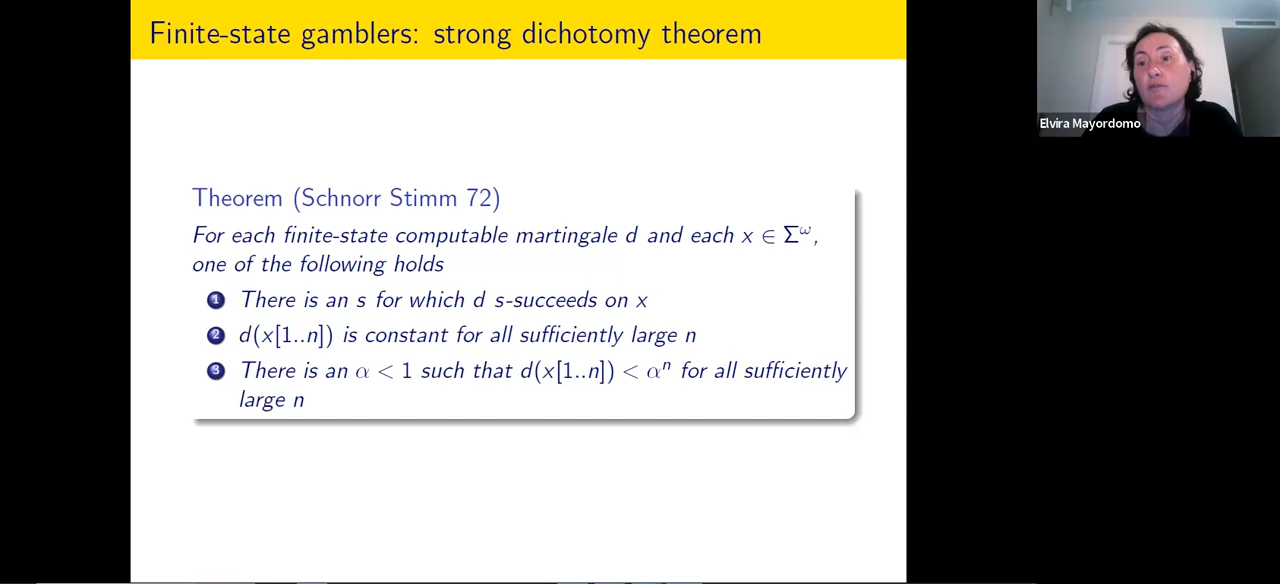 Finite-state gamblers: strong dichotomy theorem
Elvira Mayordomo
Theorem (Schnorr Stimm 72)
For each finite-state computable martingale d and each x ∈ Σ^ω,
one of the following holds
1 There is an s for which d s-succeeds on x
2 d(x[1..n]) is constant for all sufficiently large n
3 There is an α < 1 such that d(x[1..n]) < α^n for all sufficiently
large n